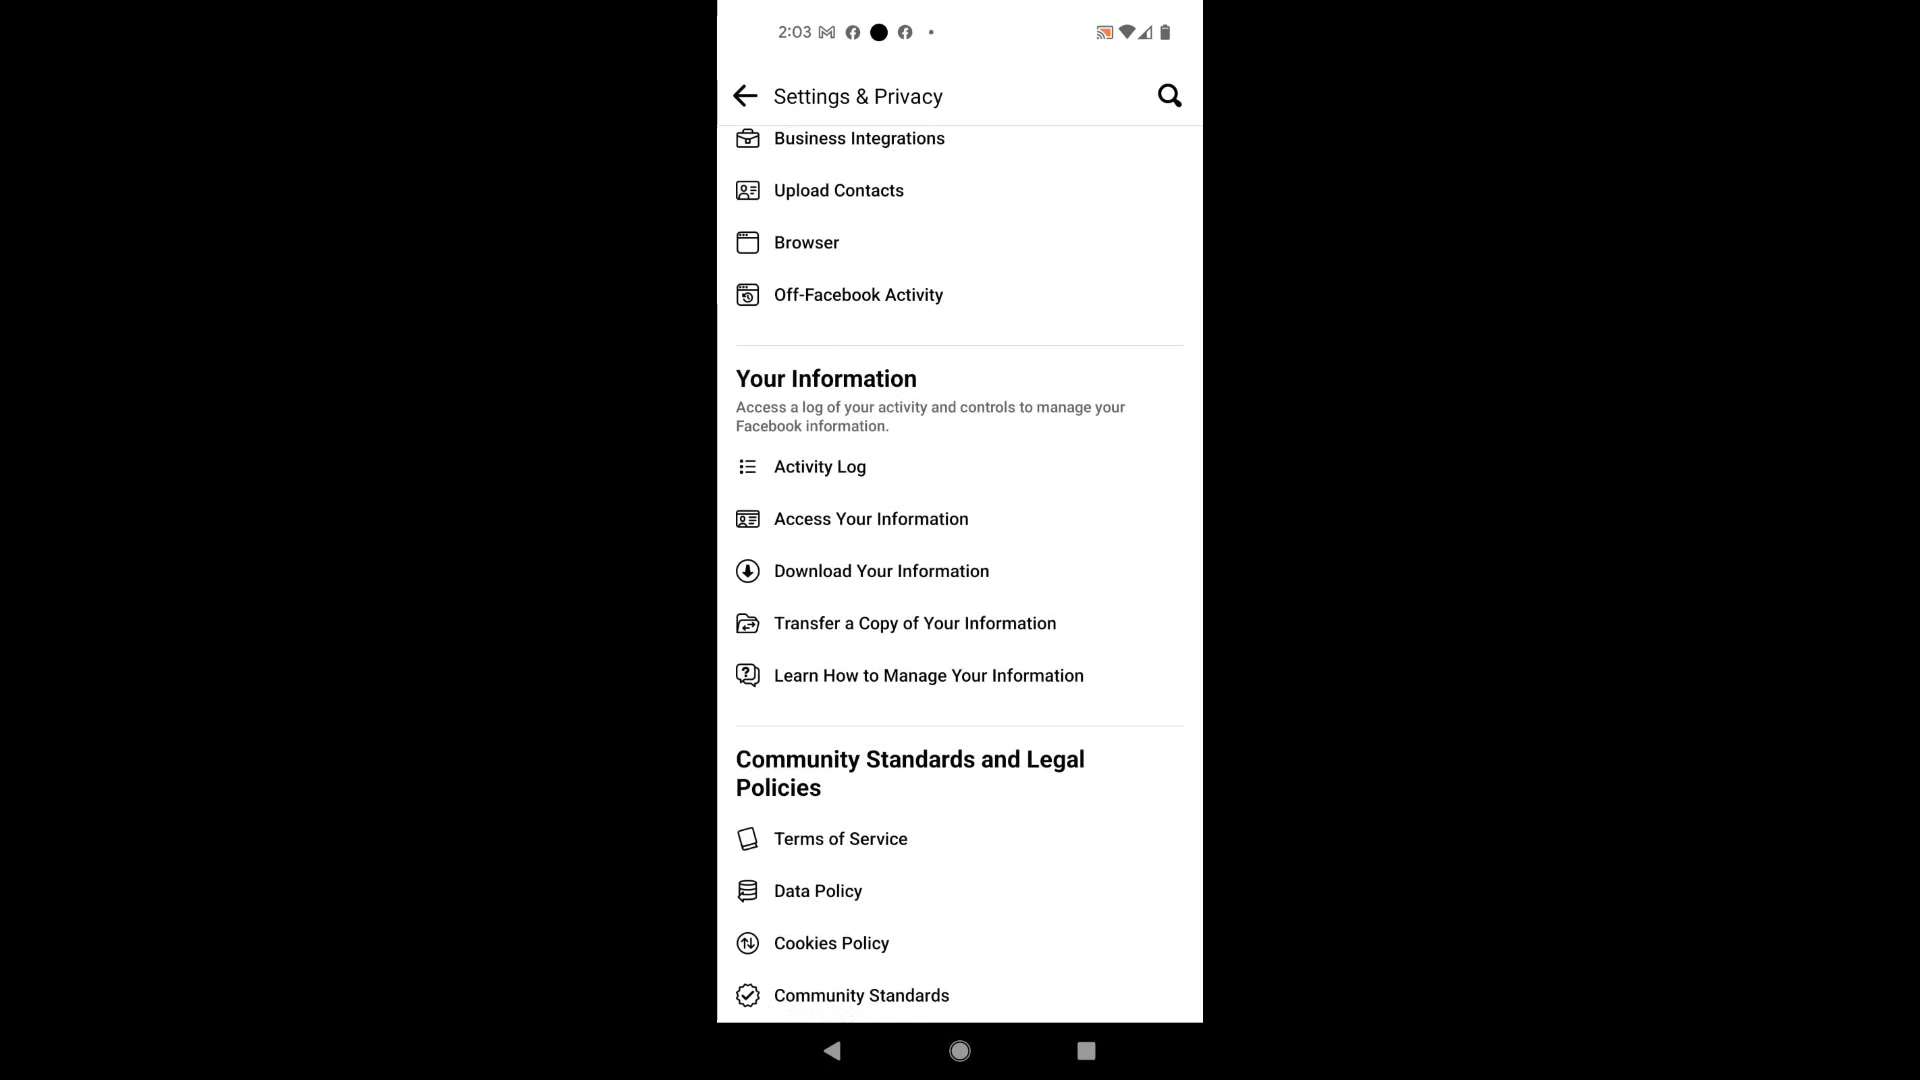 2:03
Settings & Privacy
Business Integrations
Upload Contacts
Browser
Off-Facebook Activity
Your Information
Access a log of your activity and controls to manage your
Facebook information.
Activity Log
Access Your Information
Download Your Information
Transfer a Copy of Your Information
Learn How to Manage Your Information
Community Standards and Legal
Policies
Terms of Service
Data Policy
Cookies Policy
Community Standards